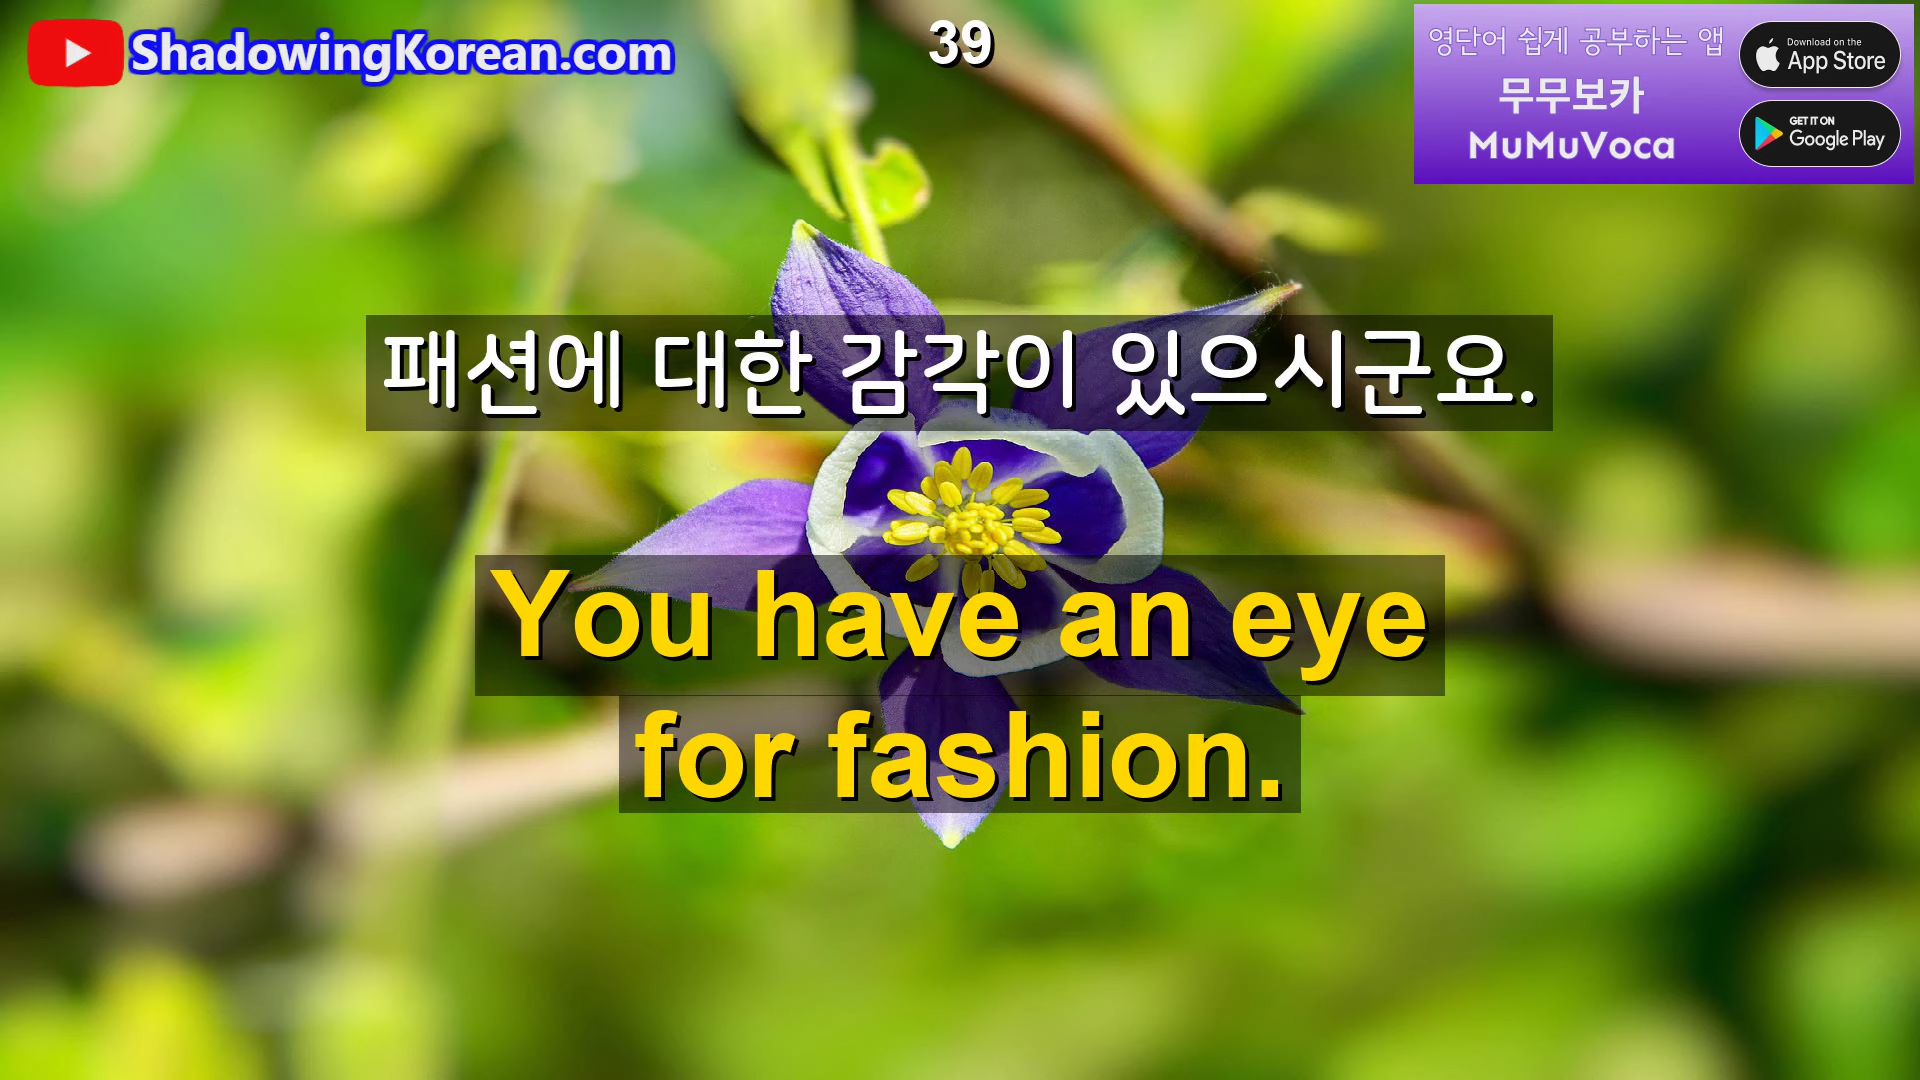 ShadowingKorean.com
39
영단어 쉽게 공부하는 앱
무무보카
MuMuVoca
Download on the
App Store
GET IT ON
Google Play
패션에 대한 감각이 있으시군요.
You have an eye
for fashion.